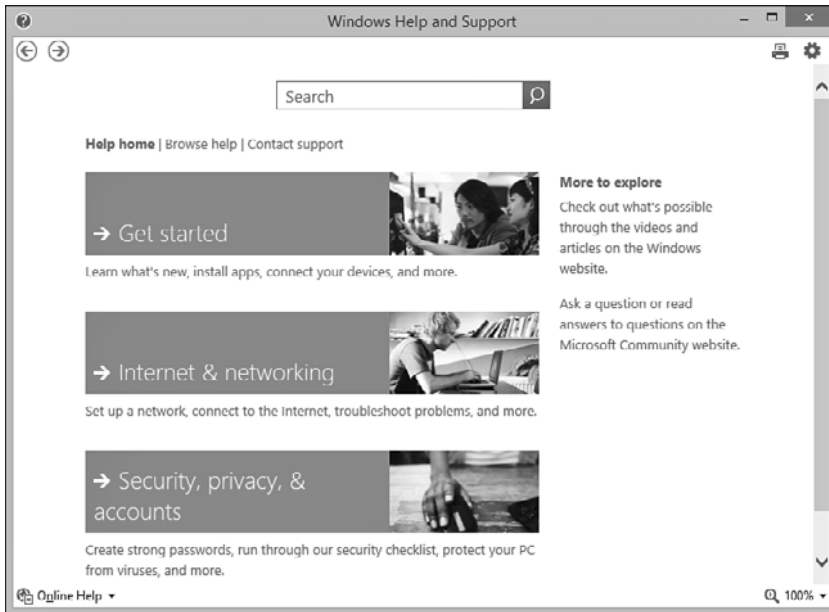 Windows Help and Support
Search
Help home | Browse help | Contact support
→ Get started
Learn what's new, install apps, connect your devices, and more.
→ Internet & networking
Set up a network, connect to the Internet, troubleshoot problems, and more.
→ Security, privacy, &
accounts
Create strong passwords, run through our security checklist, protect your PC
from viruses, and more.
More to explore
Check out what's possible
through the videos and
articles on the Windows
website.
Ask a question or read
answers to questions on the
Microsoft Community website.
Online Help
100%